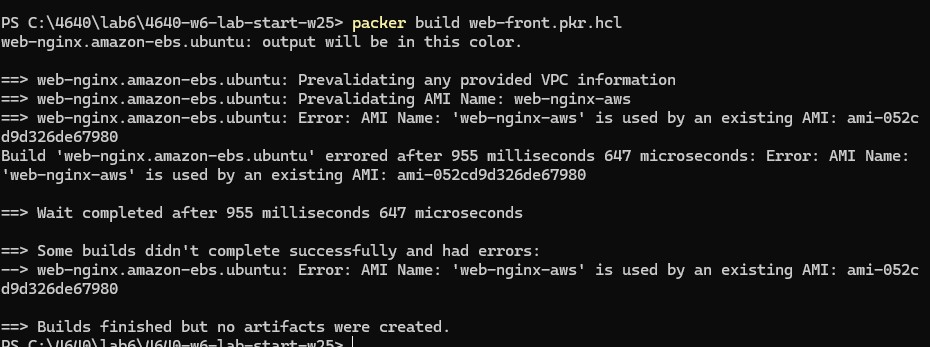 PS C:\4640\lab6\4640-w6-lab-start-w25> packer build web-front.pkr.hcl
web-nginx.amazon-ebs.ubuntu: output will be in this color.
==> web-nginx.amazon-ebs.ubuntu: Prevalidating any provided VPC information
==> web-nginx.amazon-ebs.ubuntu: Prevalidating AMI Name: web-nginx-aws
==> web-nginx.amazon-ebs.ubuntu: Error: AMI Name: 'web-nginx-aws' is used by an existing AMI: ami-052c
d9d326de67980
Build 'web-nginx.amazon-ebs.ubuntu' errored after 955 milliseconds 647 microseconds: Error: AMI Name:
'web-nginx-aws' is used by an existing AMI: ami-052cd9d326de67980
==> Wait completed after 955 milliseconds 647 microseconds
==> Some builds didn't complete successfully and had errors:
--> web-nginx.amazon-ebs.ubuntu: Error: AMI Name: 'web-nginx-aws' is used by an existing AMI: ami-052c
d9d326de67980
==> Builds finished but no artifacts were created.
PS C:\4640\lab6\4640-w6-lab-start-w25>